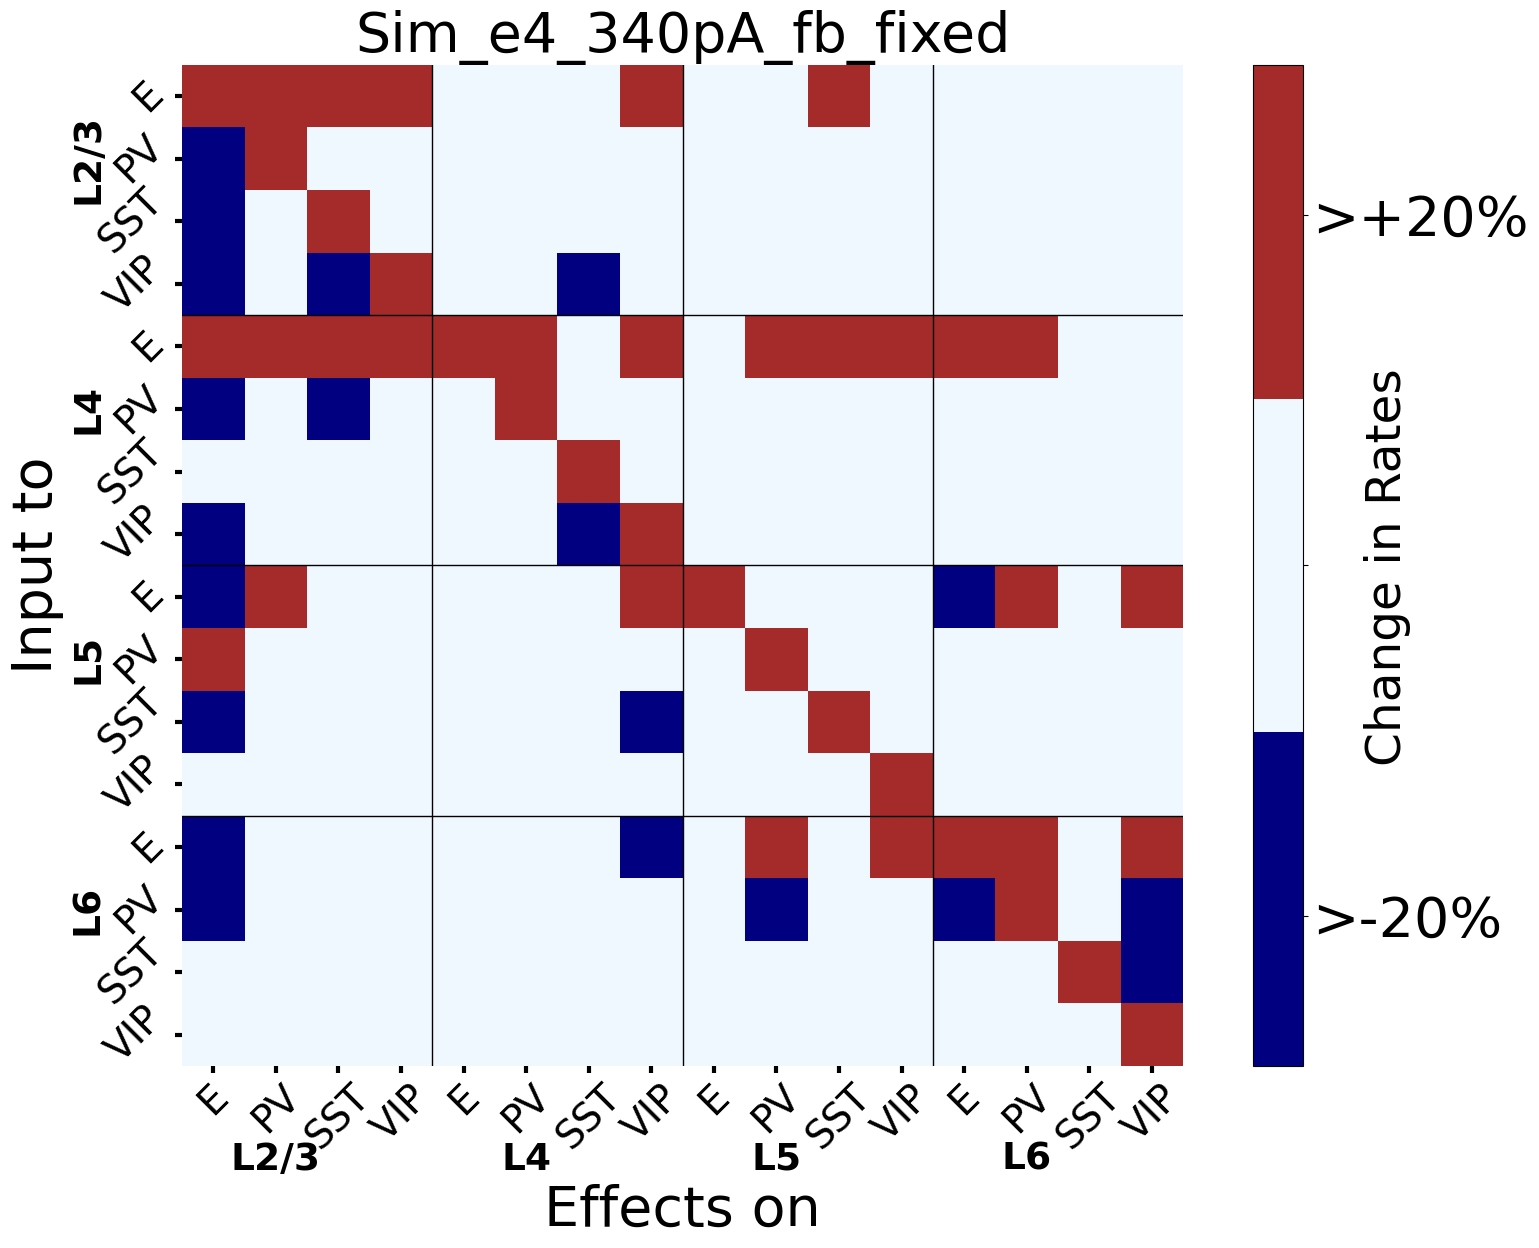 Sim_e4_340pA_fb_fixed
Input to
L2/3
E
PV
SST
VIP
L4
E
PV
SST
VIP
L5
E
PV
SST
VIP
L6
E
PV
SST
VIP
E PV SST VIP E PV SST VIP E PV SST VIP E PV SST VIP
L2/3 L4 L5 L6
Effects on
>+20%
>-20%
Change in Rates